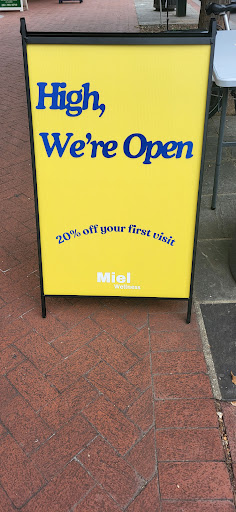 High,
We're Open
20% off your first visit
Miel
Wellness